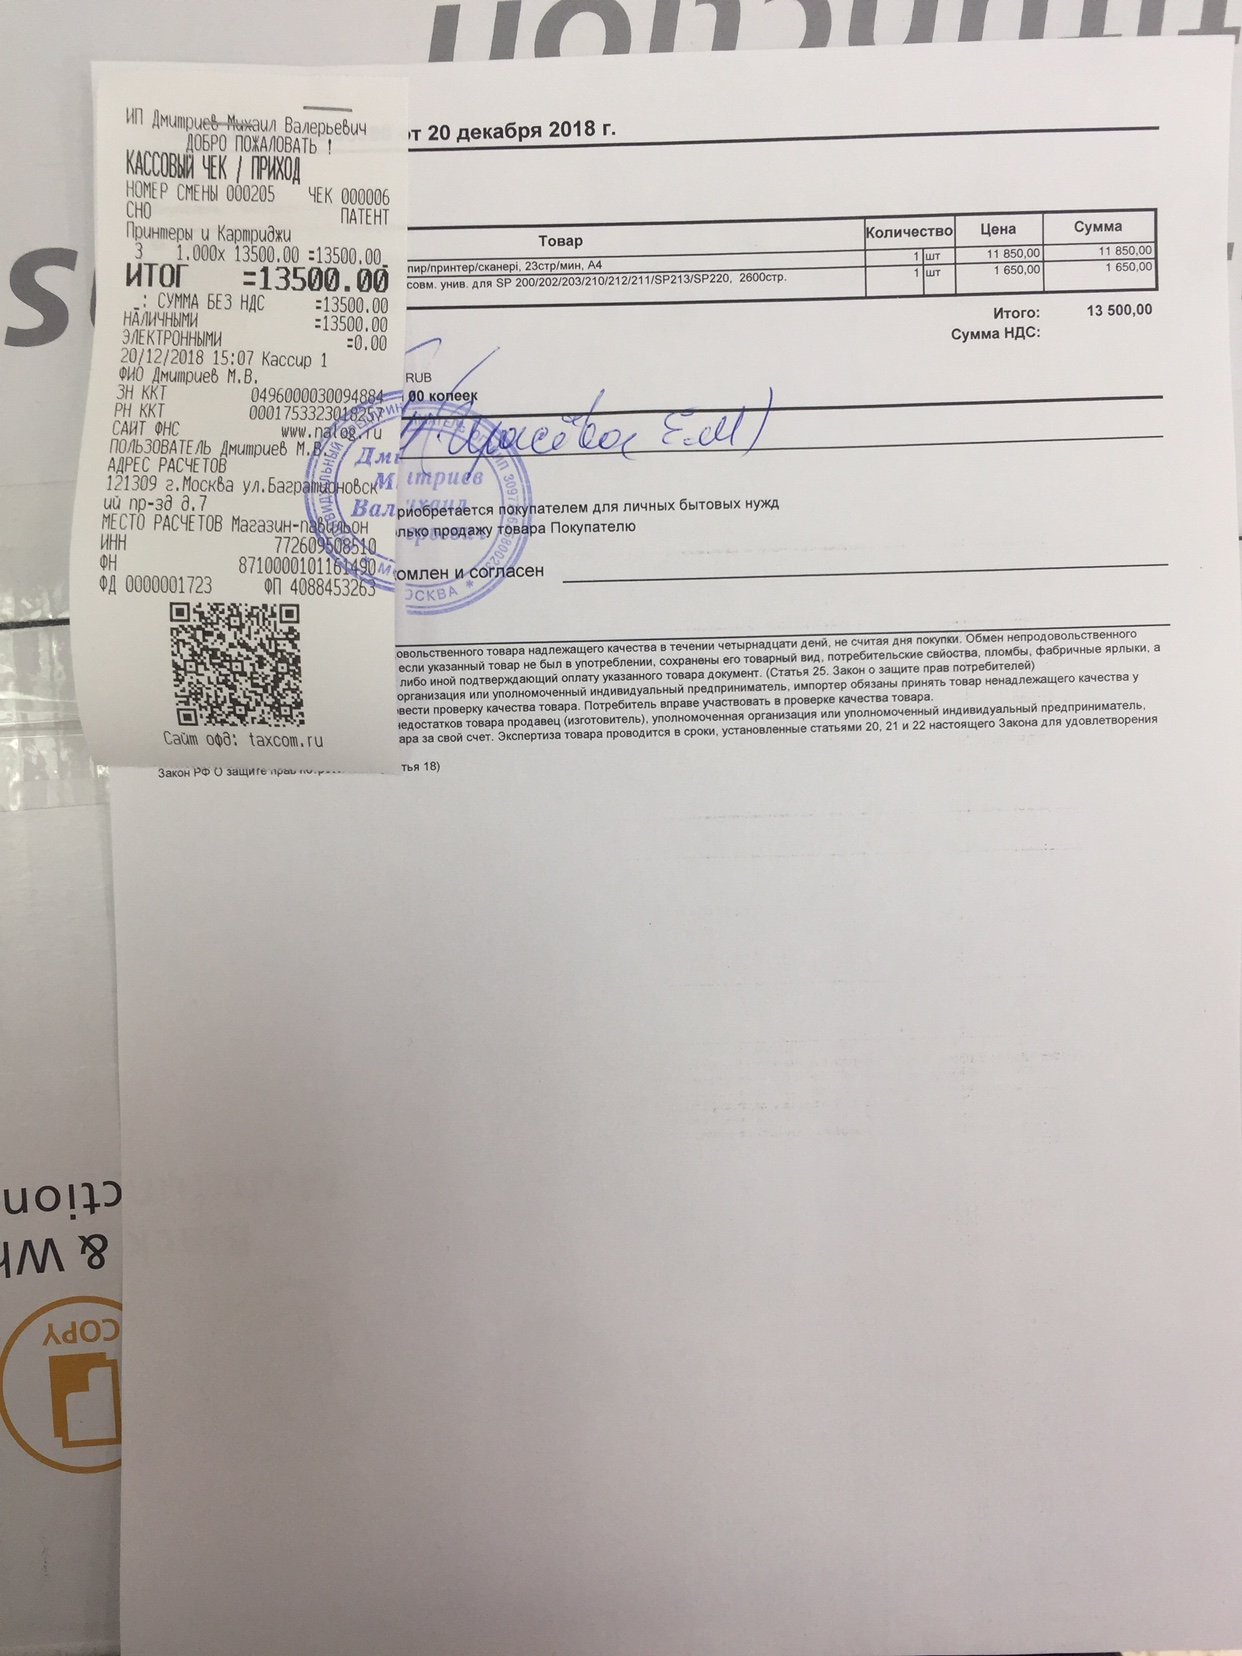 ИП Дмитриев Михаил Валерьевич
ДОБРО ПОЖАЛОВАТЬ !
КАССОВЫЙ ЧЕК / ПРИХОД
НОМЕР СМЕНЫ 000205 ЧЕК 000006
СНО ПАТЕНТ
Принтеры и Картриджи
3 1.000x 13500.00 =13500.00
ИТОГ =13500.00
_: СУММА БЕЗ НДС =13500.00
НАЛИЧНЫМИ =13500.00
ЭЛЕКТРОННЫМИ =0.00
20/12/2018 15:07 Кассир 1
ФИО Дмитриев М.В.
ЗН ККТ 0496000030094884
РН ККТ 0001753323018257
САЙТ ФНС www.nalog.ru
ПОЛЬЗОВАТЕЛЬ Дмитриев М.В.
АДРЕС РАСЧЕТОВ
121309 г.Москва ул.Багратионовск
ий пр-зд д.7
МЕСТО РАСЧЕТОВ Магазин-павильон
ИНН 772609508510
ФН 8710000101161490
ФД 0000001723 ФП 4088453263
Сайт офд: taxcom.ru
от 20 декабря 2018 г.
Товар Количество Цена Сумма
пир/принтер/сканері, 23стр/мин, А4 1 шт 11 850,00 11 850,00
совм. унив. для SP 200/202/203/210/212/211/SP213/SP220, 2600стр. 1 шт 1 650,00 1 650,00
Итого: 13 500,00
Сумма НДС:
RUB
00 копеек
Е.М)
риобретается покупателем для личных бытовых нужд
лько продажу товара Покупателю
омлен и согласен
овольственного товара надлежащего качества в течении четырнадцати денй, не считая дня покупки. Обмен непродовольственного
если указанный товар не был в употреблении, сохранены его товарный вид, потребительские свйоства, пломбы, фабричные ярлыки, а
либо иной подтверждающий оплату указанного товара документ. (Статья 25. Закон о защите прав потребителей)
организация или уполномоченный индивидуальный предприниматель, импортер обязаны принять товар ненадлежащего качества у
вести проверку качества товара. Потребитель вправе участвовать в проверке качества товара.
недостатков товара продавец (изготовитель), уполномоченная организация или уполномоченный индивидуальный предприниматель,
ара за свой счет. Экспертиза товара проводится в сроки, установленные статьями 20, 21 и 22 настоящего Закона для удовлетворения
Закон РФ О защите прав тья 18)
МОСКВА
ction
& Wh
COPY